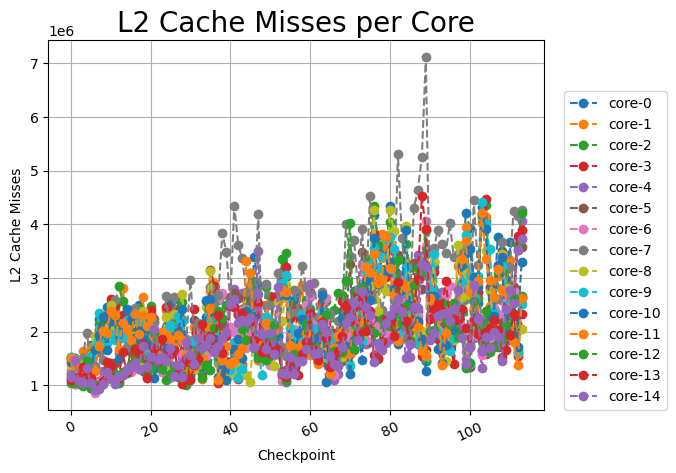 L2 Cache Misses per Core
1e6
7
6
5
4
3
2
1
L2 Cache Misses
0
20
40
60
80
100
Checkpoint
core-0
core-1
core-2
core-3
core-4
core-5
core-6
core-7
core-8
core-9
core-10
core-11
core-12
core-13
core-14